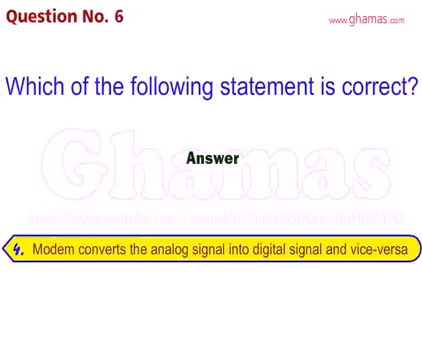 Question No. 6
www.ghamas.com
Which of the following statement is correct?
Ghamas
Answer
4. Modem converts the analog signal into digital signal and vice-versa